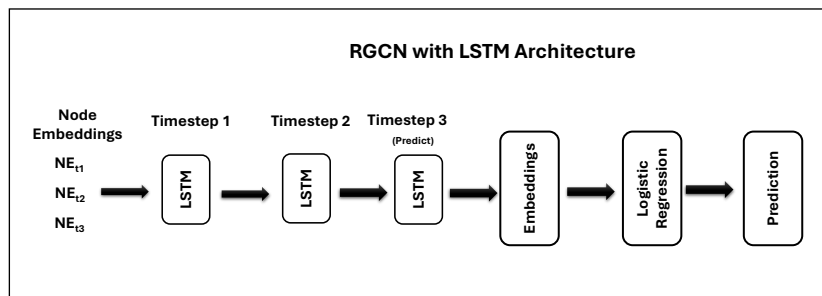 RGCN with LSTM Architecture
Node
Embeddings
NEt1
NEt2
NEt3
Timestep 1
LSTM
Timestep 2
LSTM
Timestep 3
(Predict)
LSTM
Embeddings
Logistic
Regression
Prediction